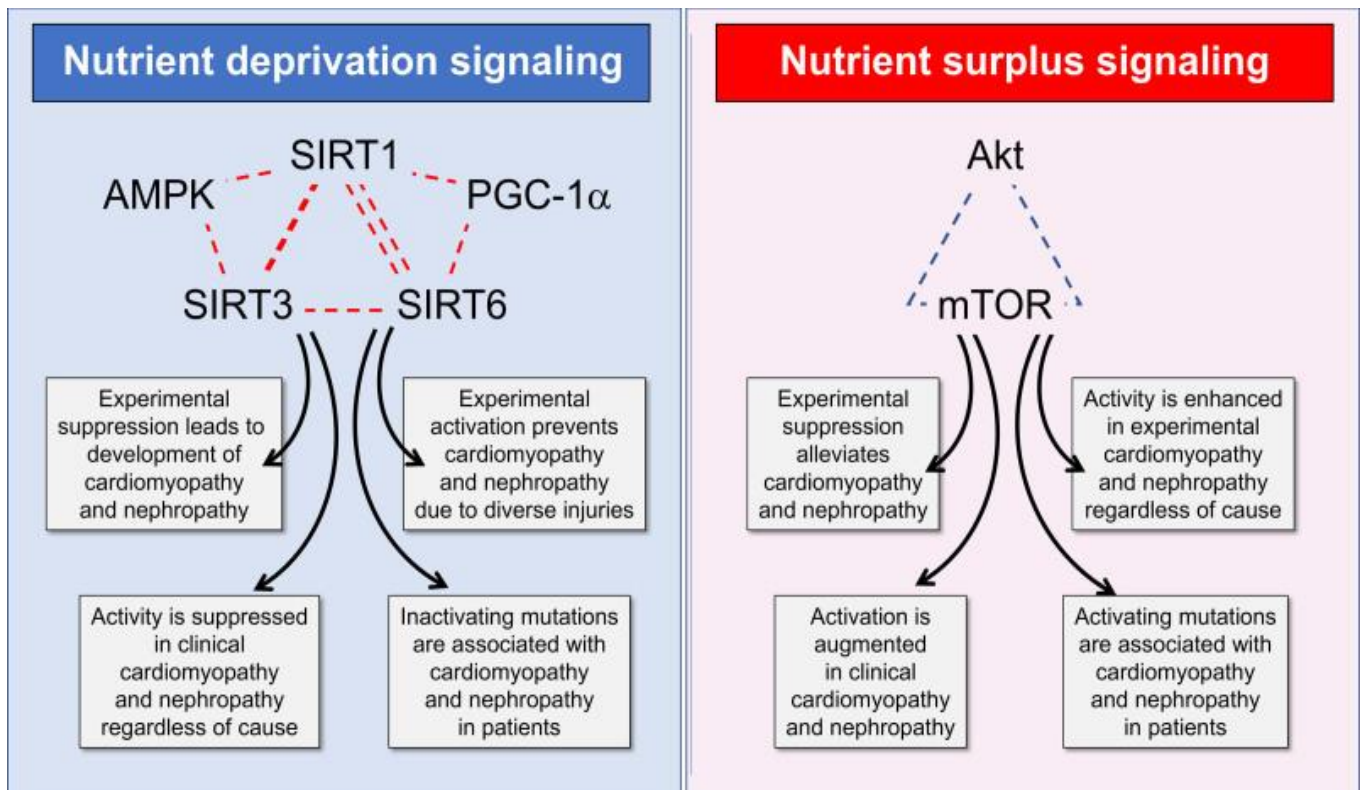 Nutrient deprivation signaling
SIRT1
AMPK
PGC-1α
SIRT3
SIRT6
Experimental
suppression leads to
development of
cardiomyopathy
and nephropathy
Experimental
activation prevents
cardiomyopathy
and nephropathy
due to diverse injuries
Activity is suppressed
in clinical
cardiomyopathy
and nephropathy
regardless of cause
Inactivating mutations
are associated with
cardiomyopathy
and nephropathy
in patients
Nutrient surplus signaling
Akt
mTOR
Experimental
suppression
alleviates
cardiomyopathy
and nephropathy
Activity is enhanced
in experimental
cardiomyopathy
and nephropathy
regardless of cause
Activation is
augmented
in clinical
cardiomyopathy
and nephropathy
Activating mutations
are associated with
cardiomyopathy
and nephropathy
in patients